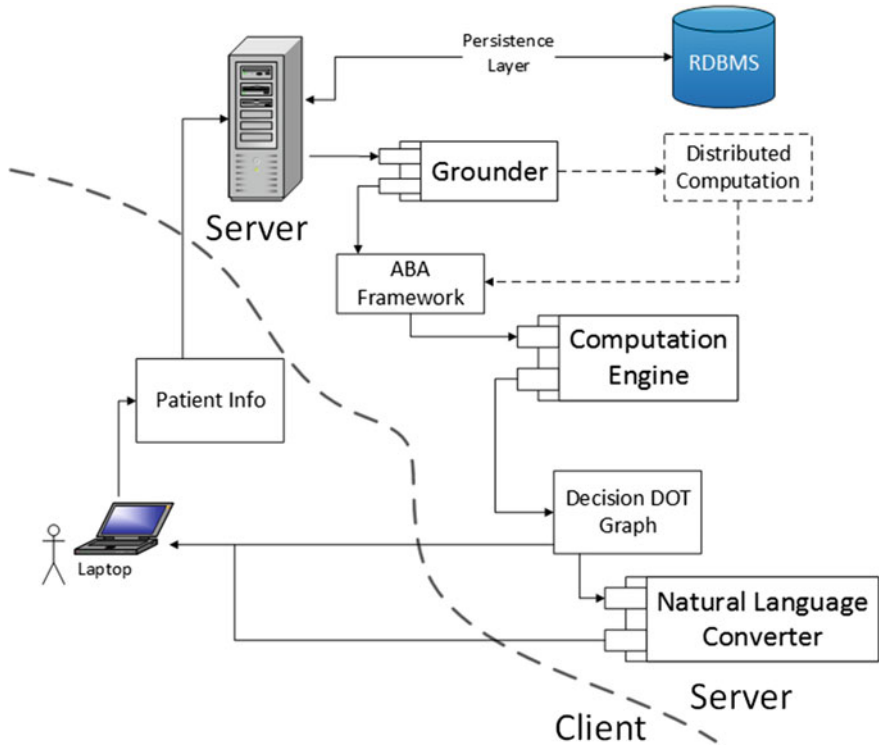 Persistence
Layer
RDBMS
Grounder
Distributed
Computation
Server
ABA
Framework
Computation
Engine
Patient Info
Decision DOT
Graph
Laptop
Natural Language
Converter
Server
Client